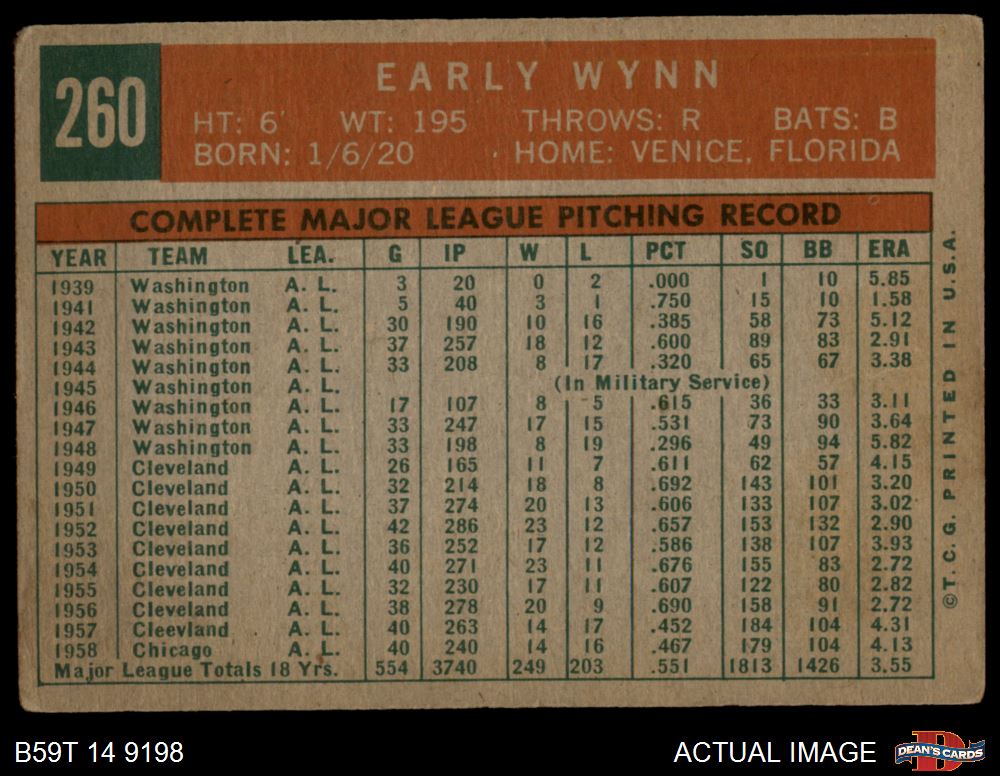 260
EARLY WYNN
HT: 6' WT: 195 THROWS: R BATS: B
BORN: 1/6/20 HOME: VENICE, FLORIDA
COMPLETE MAJOR LEAGUE PITCHING RECORD
YEAR TEAM LEA. G IP W L PCT SO BB ERA
1939 Washington A. L. 3 20 0 2 .000 1 10 5.85
1941 Washington A. L. 5 40 3 1 .750 15 10 1.58
1942 Washington A. L. 30 190 10 16 .385 58 73 5.12
1943 Washington A. L. 37 257 18 12 .600 89 83 2.91
1944 Washington A. L. 33 208 8 17 .320 65 67 3.38
1945 Washington A. L. (In Military Service)
1946 Washington A. L. 17 107 8 5 .615 36 33 3.11
1947 Washington A. L. 33 247 17 15 .531 73 90 3.64
1948 Washington A. L. 33 198 8 19 .296 49 94 5.82
1949 Cleveland A. L. 26 165 11 7 .611 62 57 4.15
1950 Cleveland A. L. 32 214 18 8 .692 143 101 3.20
1951 Cleveland A. L. 37 274 20 13 .606 133 107 3.02
1952 Cleveland A. L. 42 286 23 12 .657 153 132 2.90
1953 Cleveland A. L. 36 252 17 12 .586 138 107 3.93
1954 Cleveland A. L. 40 271 23 11 .676 155 83 2.72
1955 Cleveland A. L. 32 230 17 11 .607 122 80 2.82
1956 Cleveland A. L. 38 278 20 9 .690 158 91 2.72
1957 Cleevland A. L. 40 263 14 17 .452 184 104 4.31
1958 Chicago A. L. 40 240 14 16 .467 179 104 4.13
Major League Totals 18 Yrs. 554 3740 249 203 .551 1813 1426 3.55
©T.C.G. PRINTED IN U.S.A.
B59T 14 9198
ACTUAL IMAGE
DEAN'S CARDS